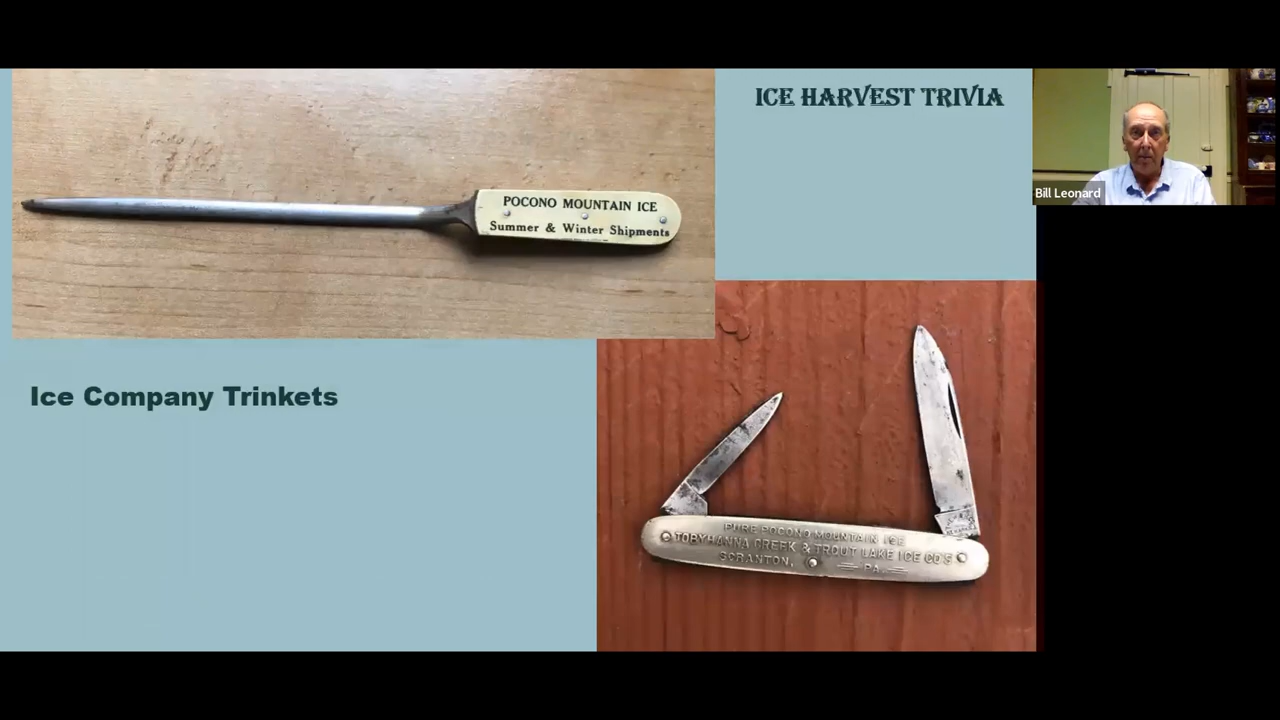 ICE HARVEST TRIVIA
Bill Leonard
POCONO MOUNTAIN ICE
Summer & Winter Shipments
Ice Company Trinkets
PURE POCONO MOUNTAIN ICE
TOBYHANNA CREEK & TROUT LAKE ICE CO'S
SCRANTON, PA.